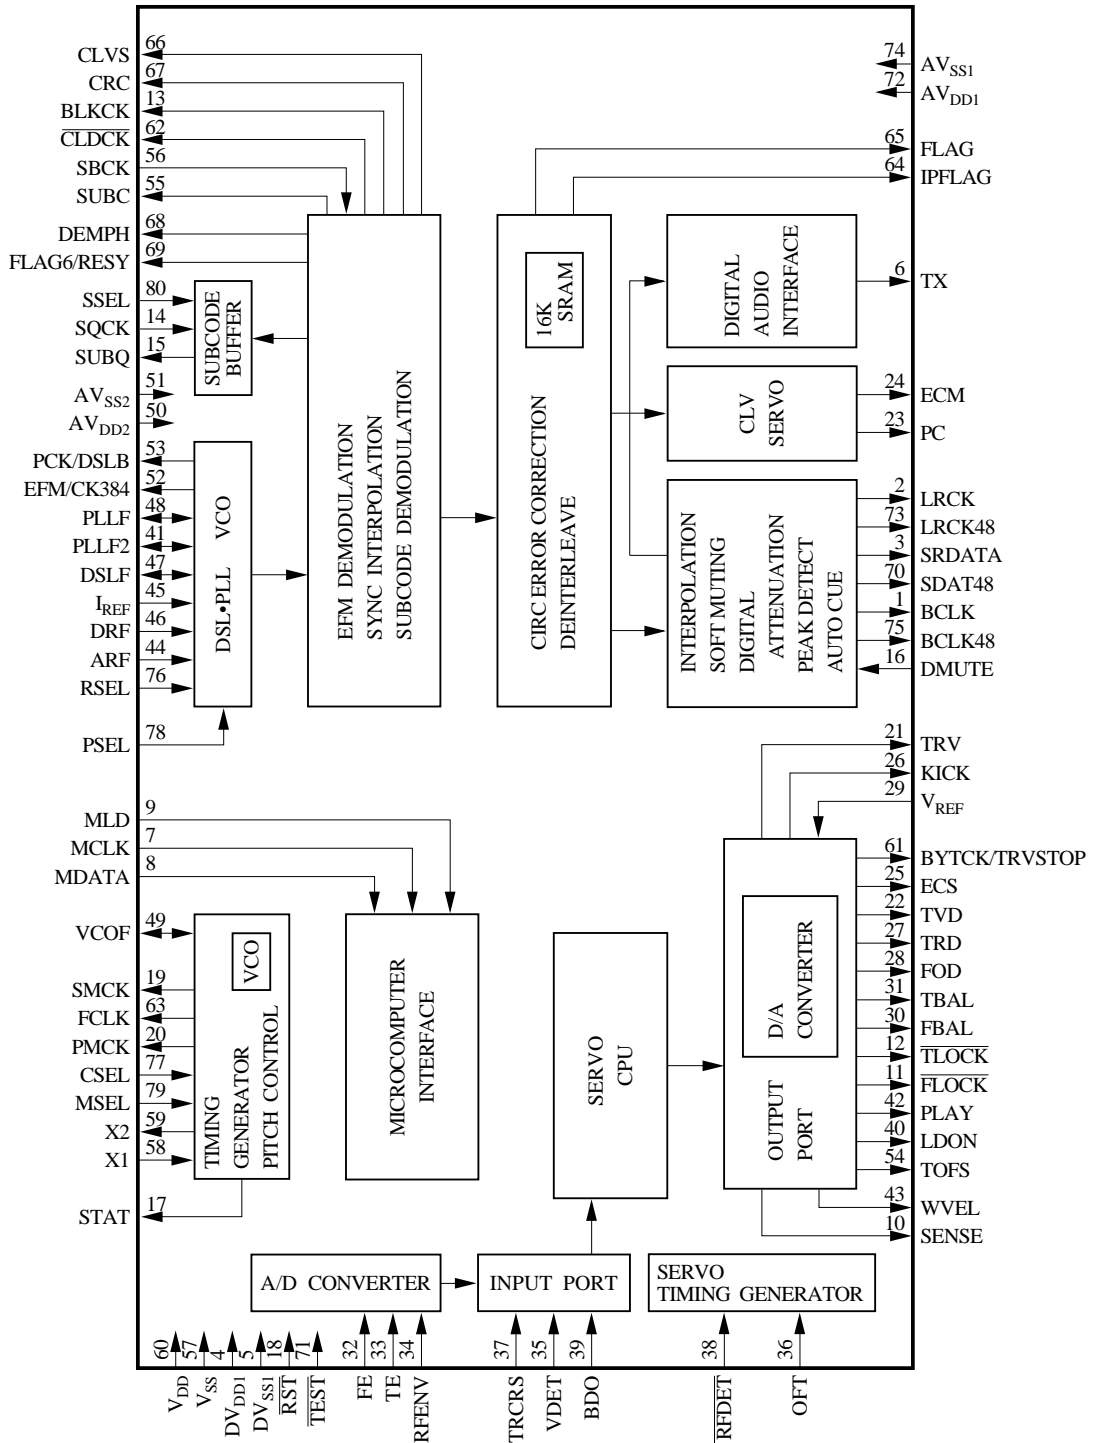 66
CLVS
67
CRC
13
BLKCK
62
CLDCK
56
SBCK
55
SUBC
68
DEMPH
69
FLAG6/RESY
80
SSEL
14
SQCK
15
SUBQ
51
AVSS2
50
AVDD2
53
PCK/DSLB
52
EFM/CK384
48
PLLF
41
PLLF2
47
DSLF
45
IREF
46
DRF
44
ARF
76
RSEL
78
PSEL
9
MLD
7
MCLK
8
MDATA
49
VCOF
19
SMCK
63
FCLK
20
PMCK
77
CSEL
79
MSEL
59
X2
58
X1
17
STAT
SUBCODE
BUFFER
DSL•PLL VCO
EFM DEMODULATION
SYNC INTERPOLATION
SUBCODE DEMODULATION
16K
SRAM
CIRC ERROR CORRECTION
DEINTERLEAVE
DIGITAL
AUDIO
INTERFACE
CLV
SERVO
INTERPOLATION
SOFT MUTING
DIGITAL
ATTENUATION
PEAK DETECT
AUTO CUE
VCO
TIMING
GENERATOR
PITCH CONTROL
MICROCOMPUTER
INTERFACE
SERVO
CPU
D/A
CONVERTER
OUTPUT
PORT
A/D CONVERTER
INPUT PORT
SERVO
TIMING GENERATOR
74
AVSS1
72
AVDD1
65
FLAG
64
IPFLAG
6
TX
24
ECM
23
PC
2
LRCK
73
LRCK48
3
SRDATA
70
SDAT48
1
BCLK
75
BCLK48
16
DMUTE
21
TRV
26
KICK
29
VREF
61
BYTCK/TRVSTOP
25
ECS
22
TVD
27
TRD
28
FOD
31
TBAL
30
FBAL
12
TLOCK
11
FLOCK
42
PLAY
40
LDON
54
TOFS
43
WVEL
10
SENSE
60
VDD
57
VSS
4
DVDD1
5
DVSS1
18
RST
71
TEST
32
FE
33
TE
34
RFENV
37
TRCRS
35
VDET
39
BDO
38
RFDET
36
OFT